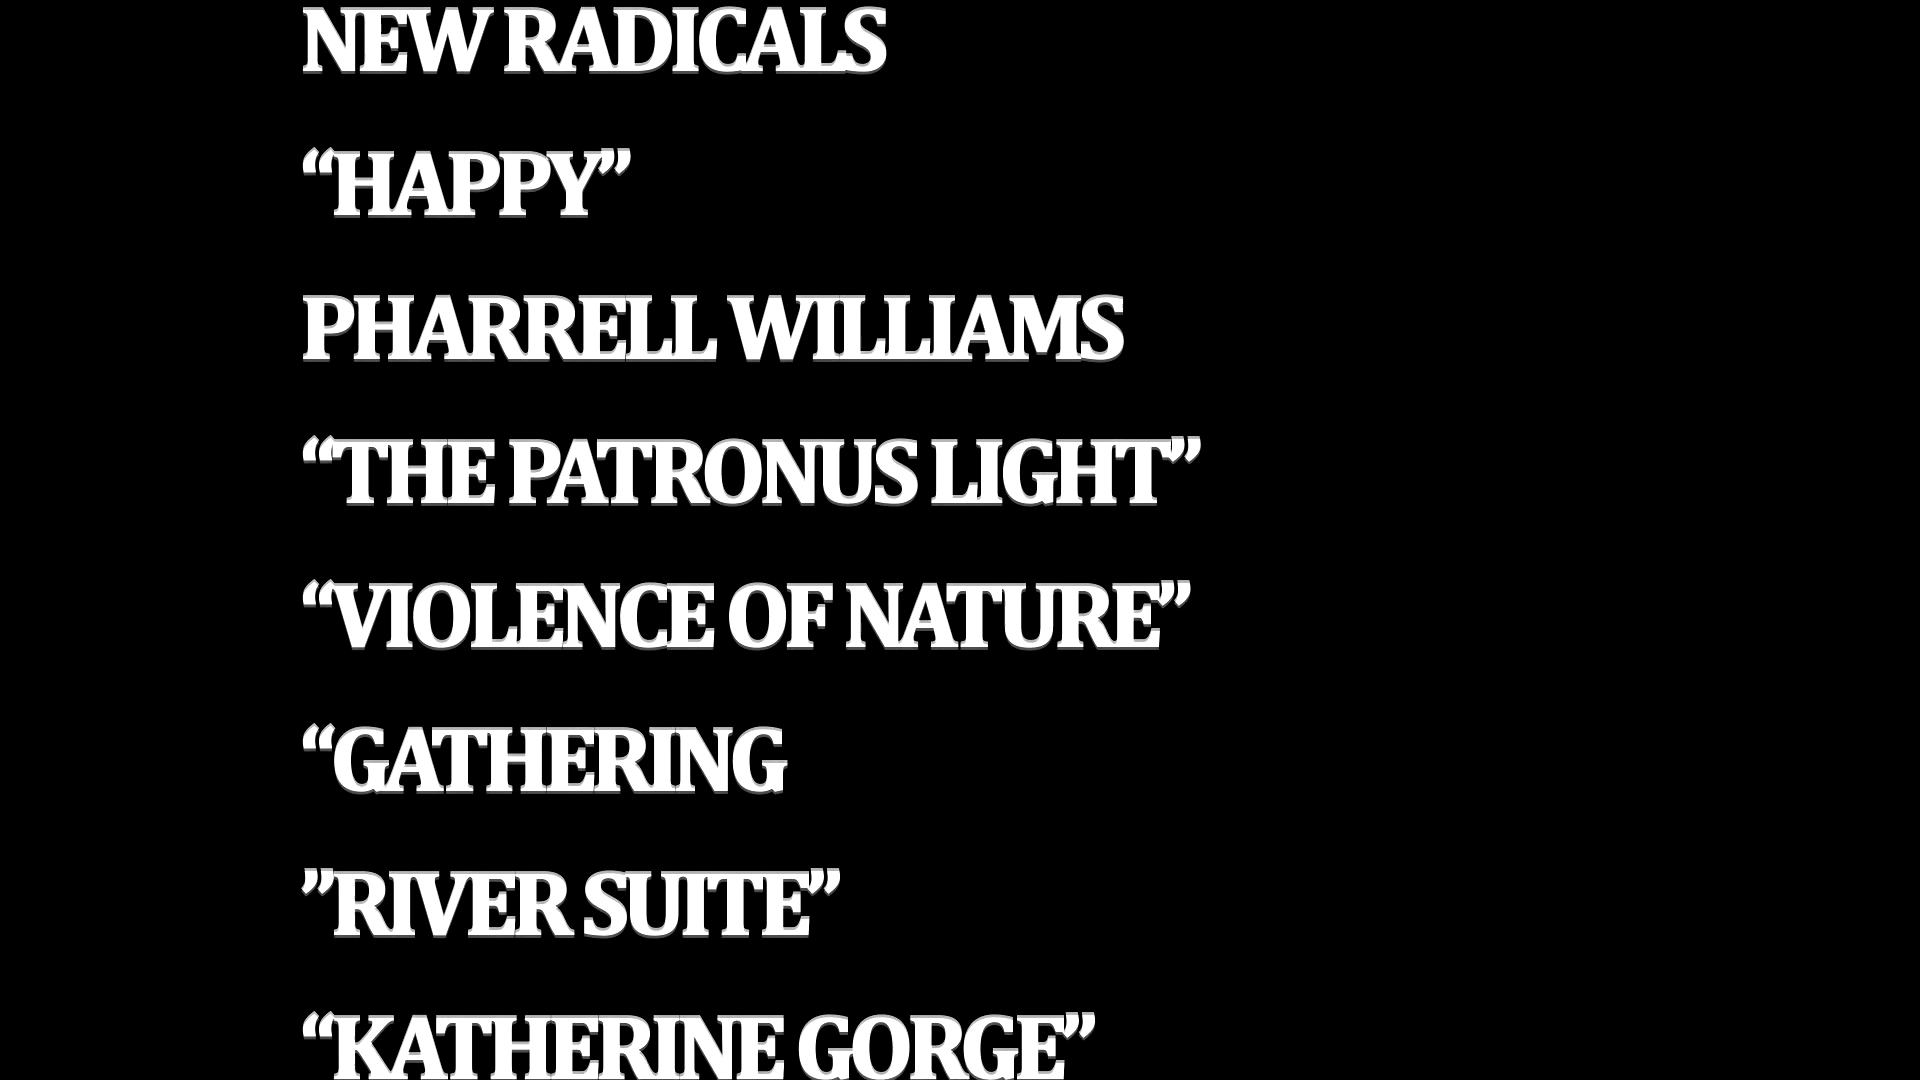 NEW RADICALS
“HAPPY”
PHARRELL WILLIAMS
“THE PATRONUS LIGHT”
“VIOLENCE OF NATURE”
“GATHERING
”RIVER SUITE”
“KATHERINE GORGE”